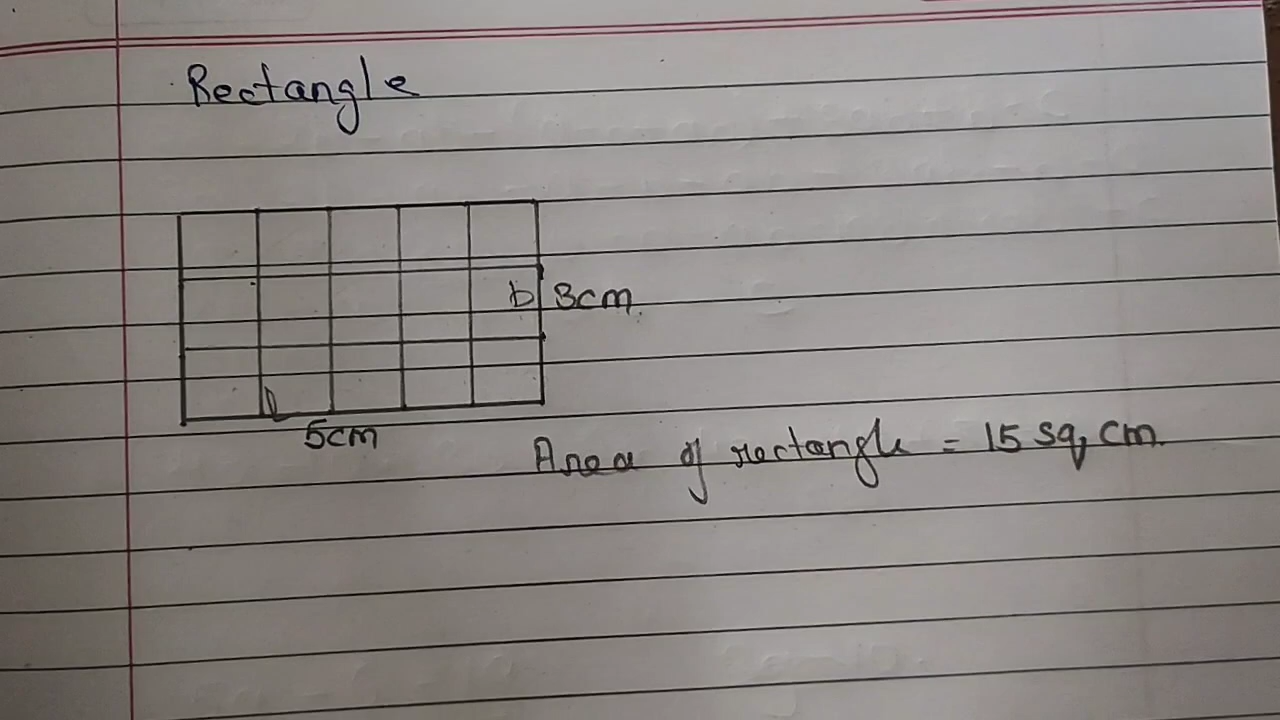 Rectangle
b 3cm.
l
5cm
Area of rectangle = 15 sq, cm.